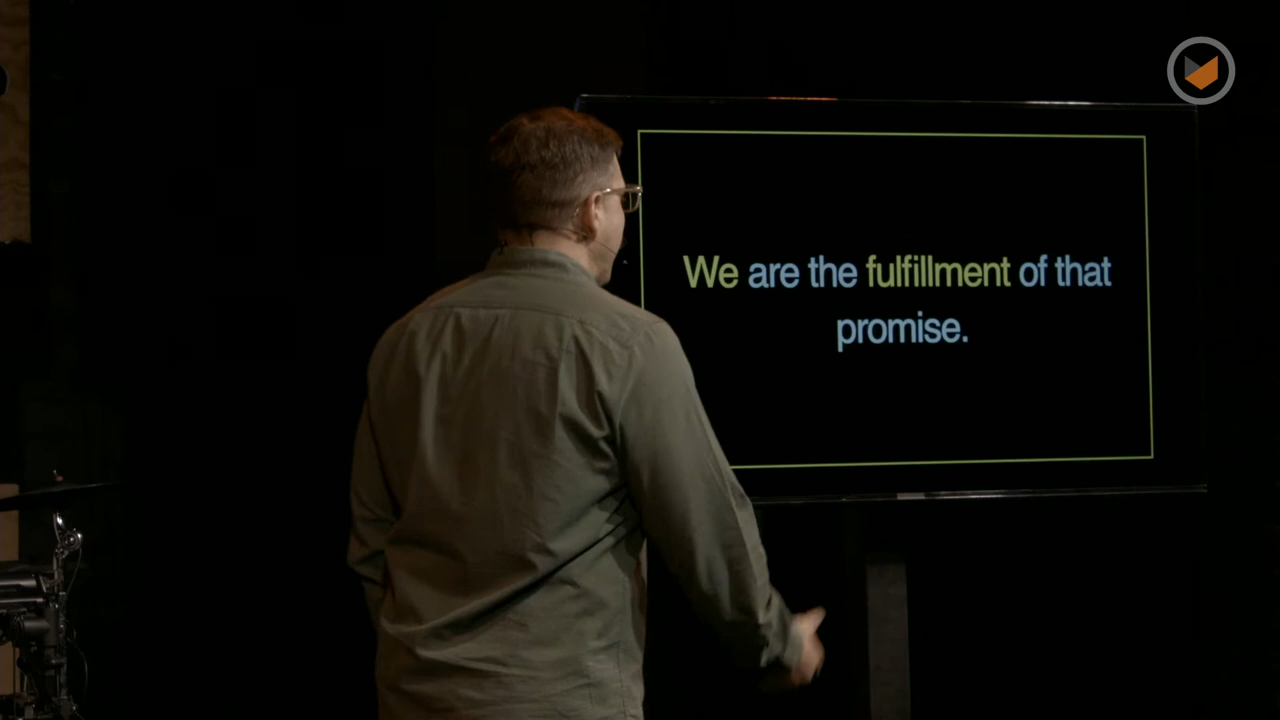 We are the fulfillment of that
promise.